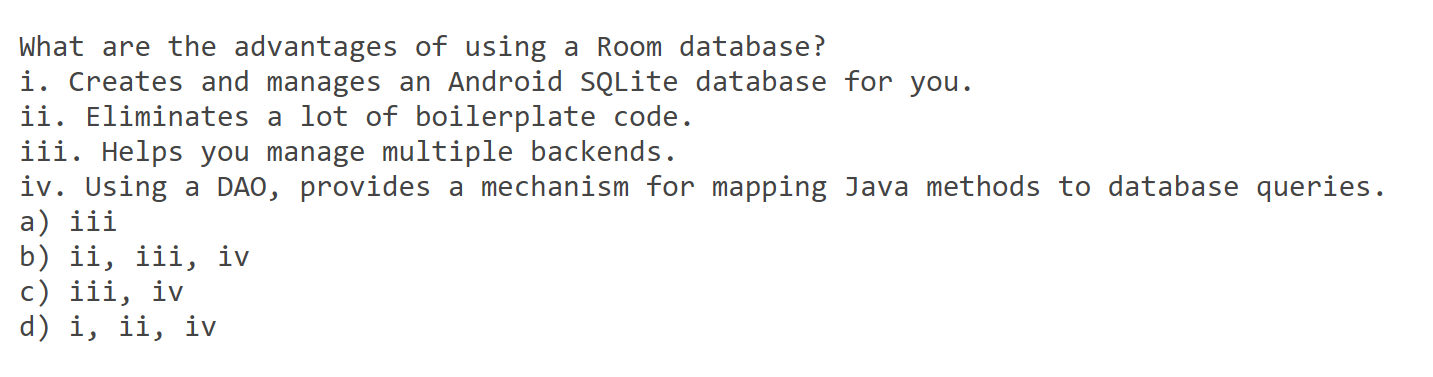 What are the advantages of using a Room database?
i. Creates and manages an Android SQLite database for you.
ii. Eliminates a lot of boilerplate code.
iii. Helps you manage multiple backends.
iv. Using a DAO, provides a mechanism for mapping Java methods to database queries.
a) iii
b) ii, iii, iv
c) iii, iv
d) i, ii, iv